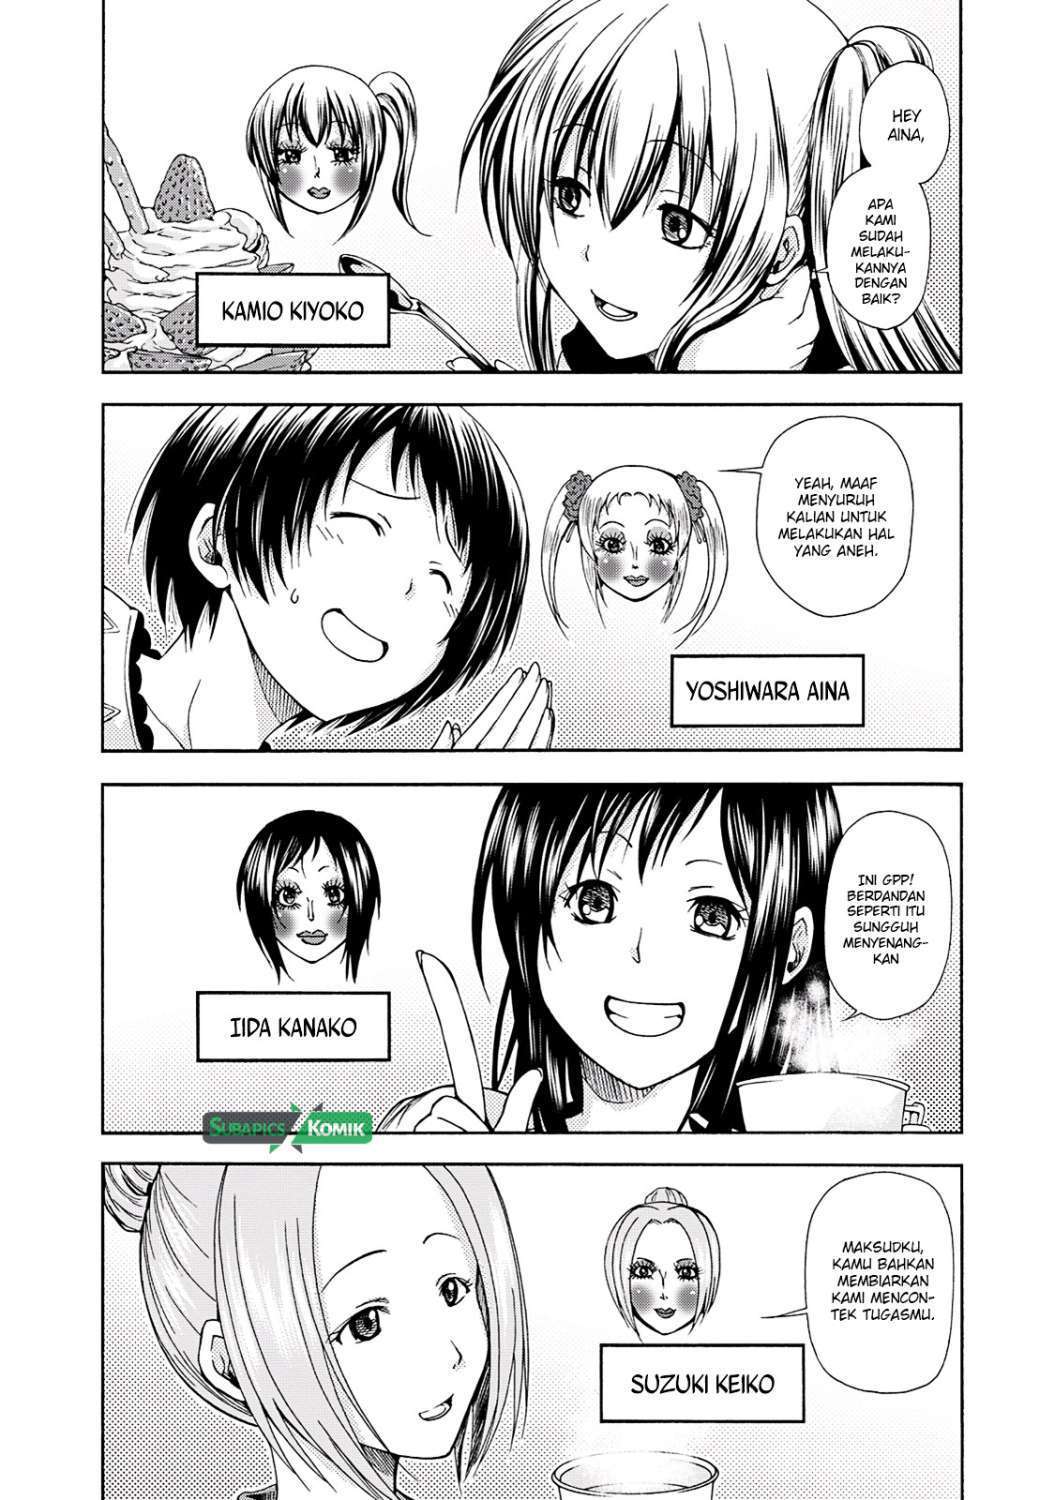 HEY
AINA,
APA
KAMI
SUDAH
MELAKU-
KANNYA
DENGAN
BAIK?
KAMIO KIYOKO
YEAH, MAAF
MENYURUH
KALIAN UNTUK
MELAKUKAN HAL
YANG ANEH.
YOSHIWARA AINA
INI GPP!
BERDANDAN
SEPERTI ITU
SUNGGUH
MENYENANG-
KAN
IIDA KANAKO
SUBAPICS KOMIK
MAKSUDKU,
KAMU BAHKAN
MEMBIARKAN
KAMI MENCON-
TEK TUGASMU.
SUZUKI KEIKO